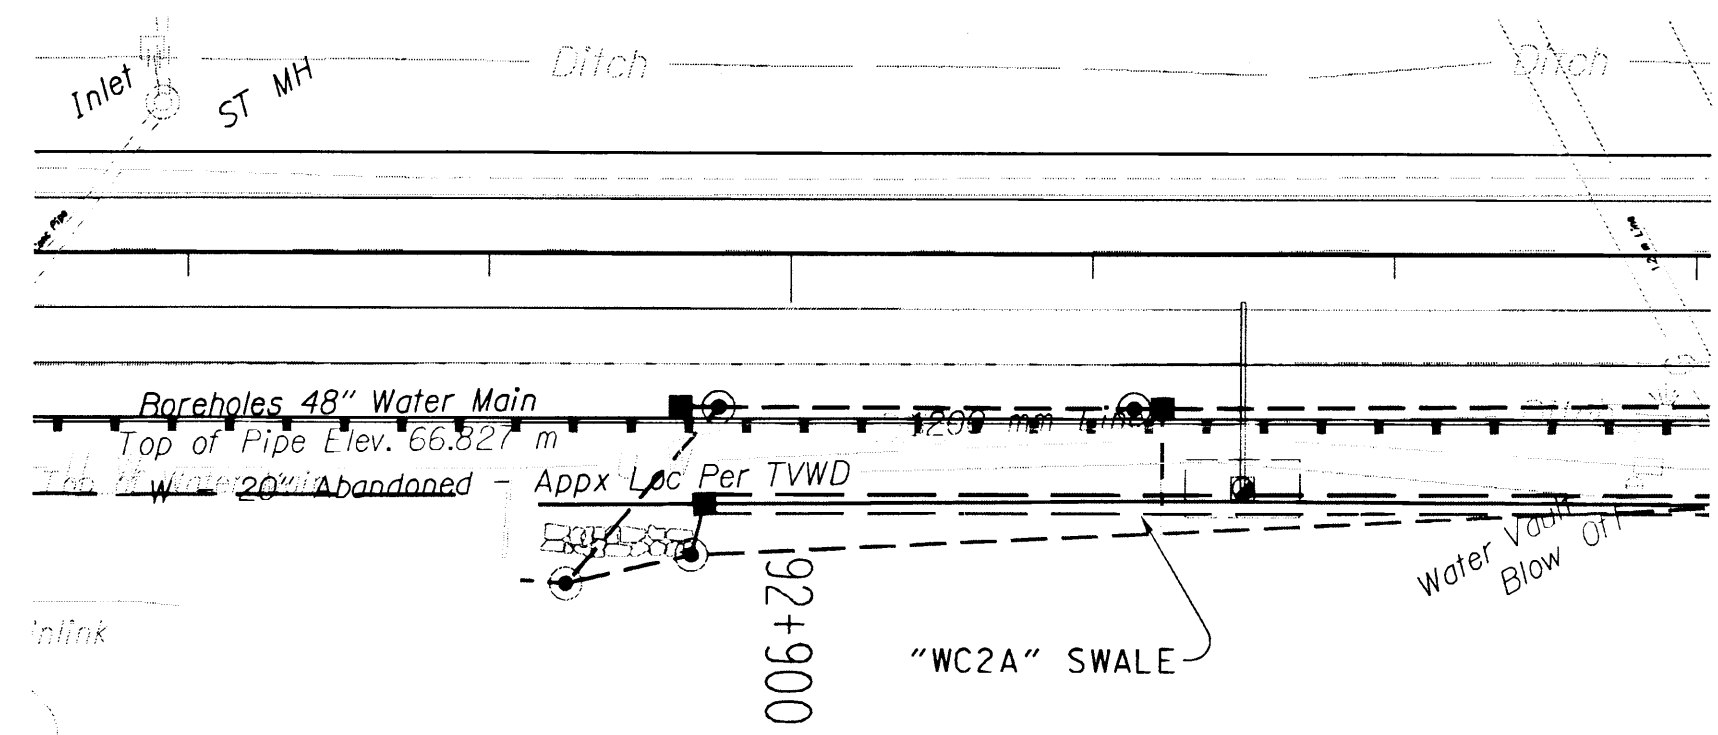 Ditch
Ditch
Inlet
ST MH
Boreholes 48" Water Main
1200 mm Line
Top of Pipe Elev. 66.827 m
W - 20" Abandoned - Appx Loc Per TVWD
Water Vault
Blow Off
92+900
"WC2A" SWALE